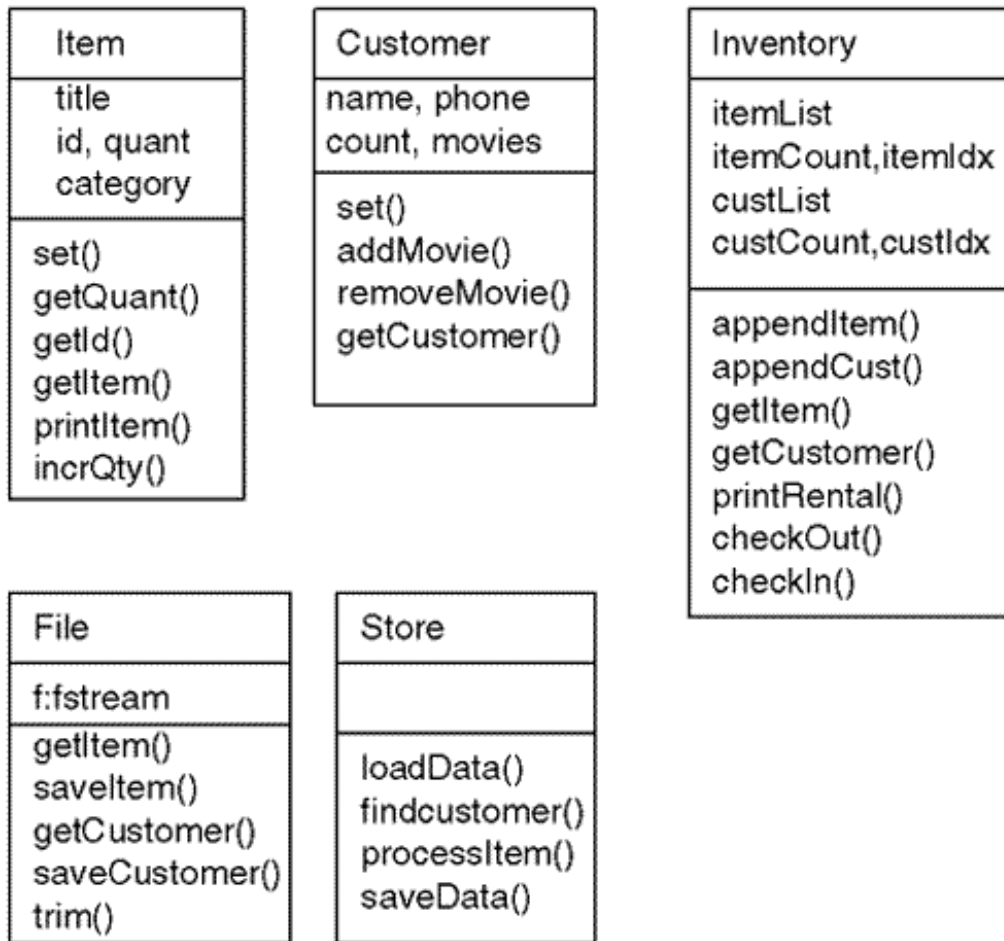 Item
title
id, quant
category
set()
getQuant()
getId()
getItem()
printItem()
incrQty()
Customer
name, phone
count, movies
set()
addMovie()
removeMovie()
getCustomer()
Inventory
itemList
itemCount,itemIdx
custList
custCount,custIdx
appendItem()
appendCust()
getItem()
getCustomer()
printRental()
checkOut()
checkIn()
File
f:fstream
getItem()
saveItem()
getCustomer()
saveCustomer()
trim()
Store
loadData()
findcustomer()
processItem()
saveData()